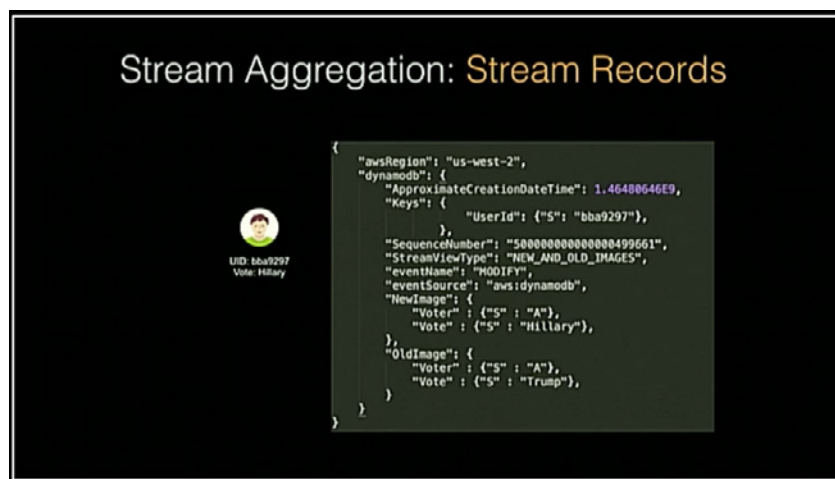 Stream Aggregation: Stream Records
UID: bba9297
Vote: Hillary
{
"awsRegion": "us-west-2",
"dynamodb": {
"ApproximateCreationDateTime": 1.46480646E9,
"Keys": {
"UserId": {"S": "bba9297"},
},
"SequenceNumber": "500000000000000499661",
"StreamViewType": "NEW_AND_OLD_IMAGES",
"eventName": "MODIFY",
"eventSource": "aws:dynamodb",
"NewImage": {
"Voter" : {"S" : "A"},
"Vote" : {"S" : "Hillary"},
},
"OldImage": {
"Voter" : {"S" : "A"},
"Vote" : {"S" : "Trump"},
}
}
}